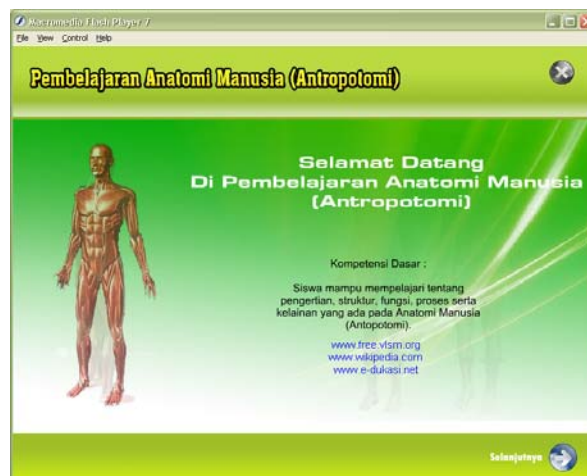 Macromedia Flash Player 7
File View Control Help
Pembelajaran Anatomi Manusia (Antropotomi)
Selamat Datang
Di Pembelajaran Anatomi Manusia
(Antropotomi)
Kompetensi Dasar :
Siswa mampu mempelajari tentang
pengertian, struktur, fungsi, proses serta
kelainan yang ada pada Anatomi Manusia
(Antopotomi).
www.free.vlsm.org
www.wikipedia.com
www.e-dukasi.net
Selanjutnya